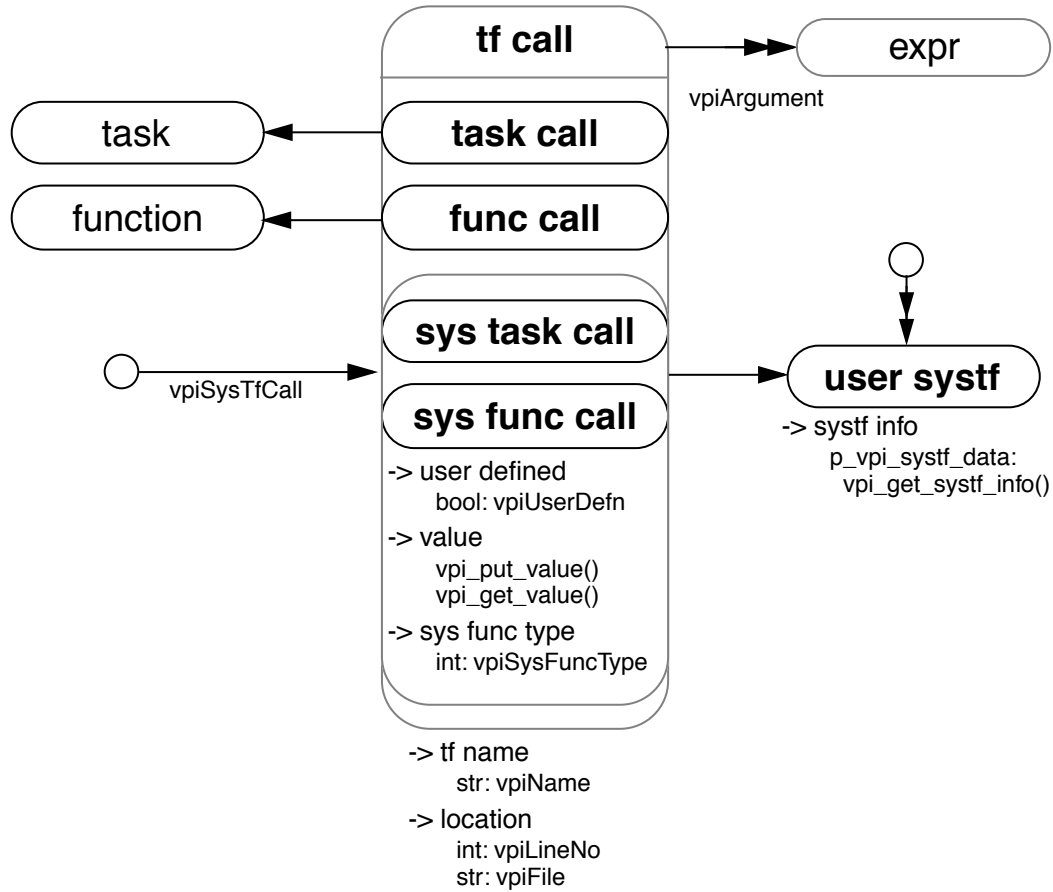 tf call
expr
vpiArgument
task
task call
function
func call
sys task call
vpiSysTfCall
user systf
sys func call
-> systf info
p_vpi_systf_data:
vpi_get_systf_info()
-> user defined
bool: vpiUserDefn
-> value
vpi_put_value()
vpi_get_value()
-> sys func type
int: vpiSysFuncType
-> tf name
str: vpiName
-> location
int: vpiLineNo
str: vpiFile